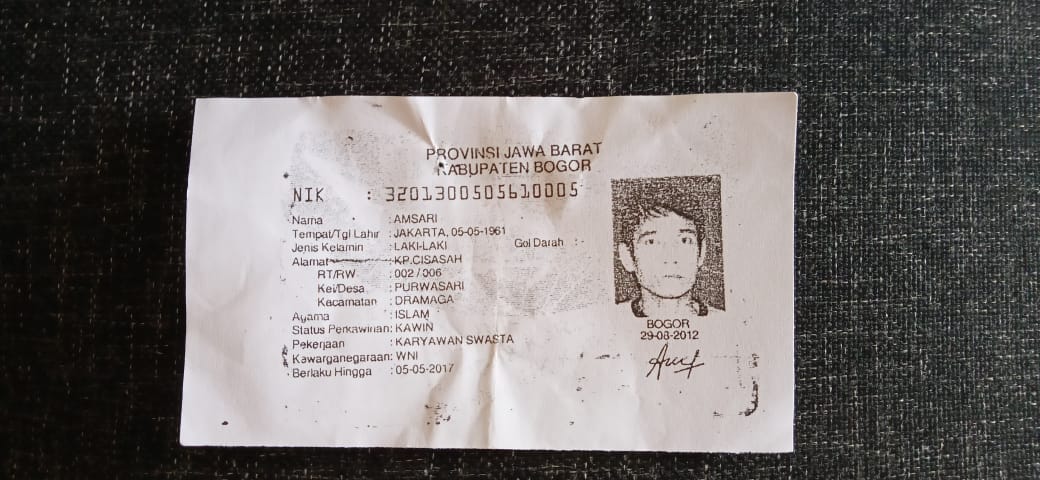 PROVINSI JAWA BARAT
KABUPATEN BOGOR
NIK : 3201300505610005
Nama : AMSARI
Tempat/Tgl Lahir : JAKARTA, 05-05-1961
Jenis Kelamin : LAKI-LAKI Gol Darah : -
Alamat : KP.CISASAH
RT/RW : 002 / 006
Kel/Desa : PURWASARI
Kecamatan : DRAMAGA
Agama : ISLAM
Status Perkawinan: KAWIN
Pekerjaan : KARYAWAN SWASTA
Kewarganegaraan: WNI
Berlaku Hingga : 05-05-2017
BOGOR
29-08-2012